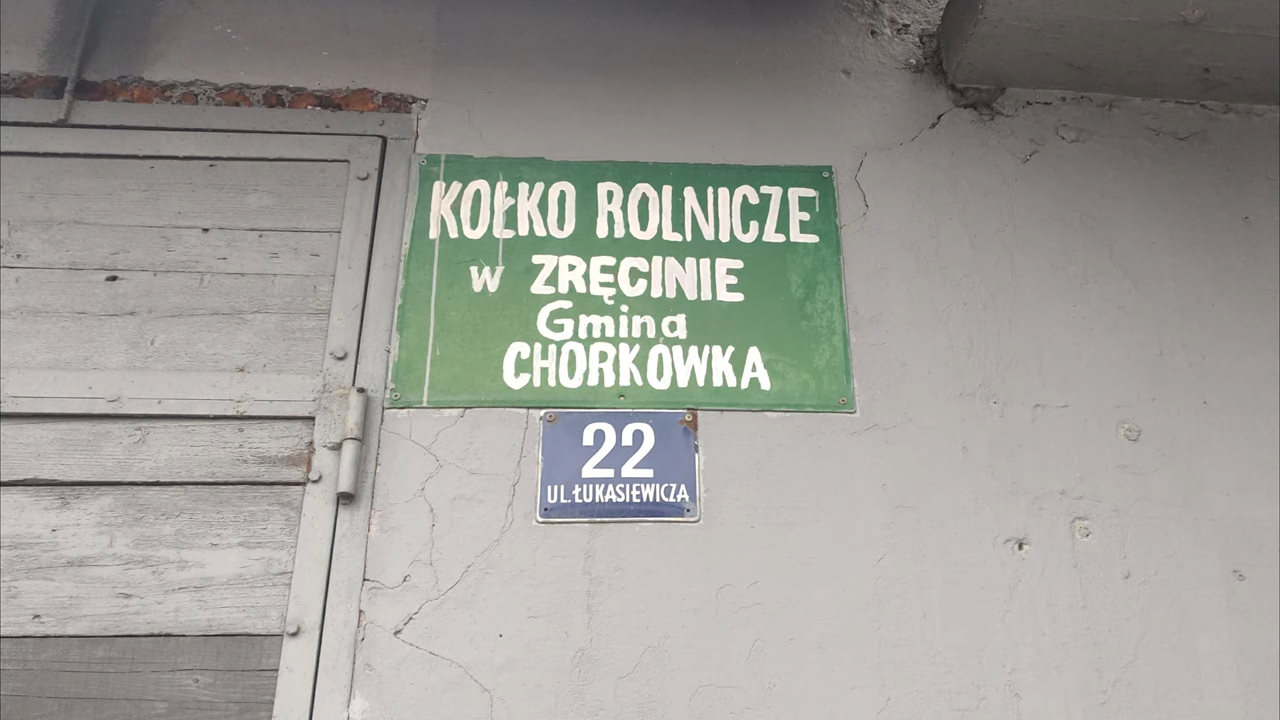 KOŁKO ROLNICZE
w ZRĘCINIE
Gmina
CHORKOWKA
22
UL. ŁUKASIEWICZA